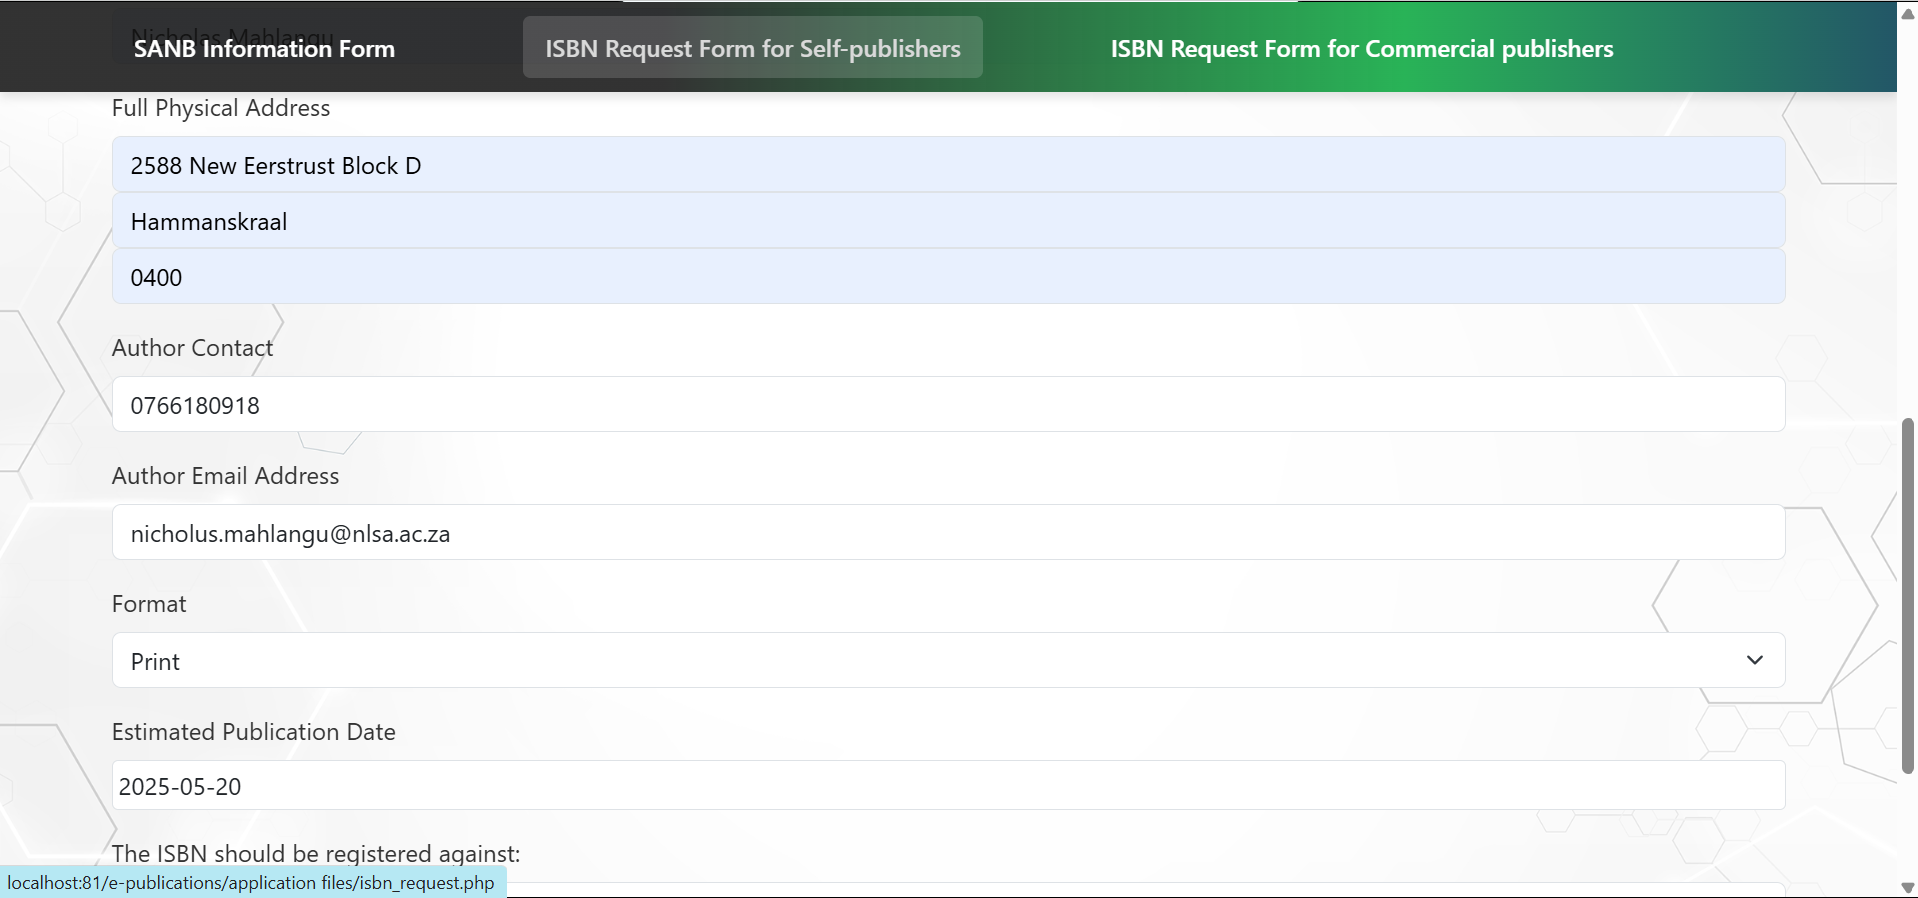 Nicholas Mahlangu
SANB Information Form
ISBN Request Form for Self-publishers
ISBN Request Form for Commercial publishers
Full Physical Address
2588 New Eerstrust Block D
Hammanskraal
0400
Author Contact
0766180918
Author Email Address
nicholus.mahlangu@nlsa.ac.za
Format
Print
Estimated Publication Date
2025-05-20
The ISBN should be registered against:
localhost:81/e-publications/application files/isbn_request.php